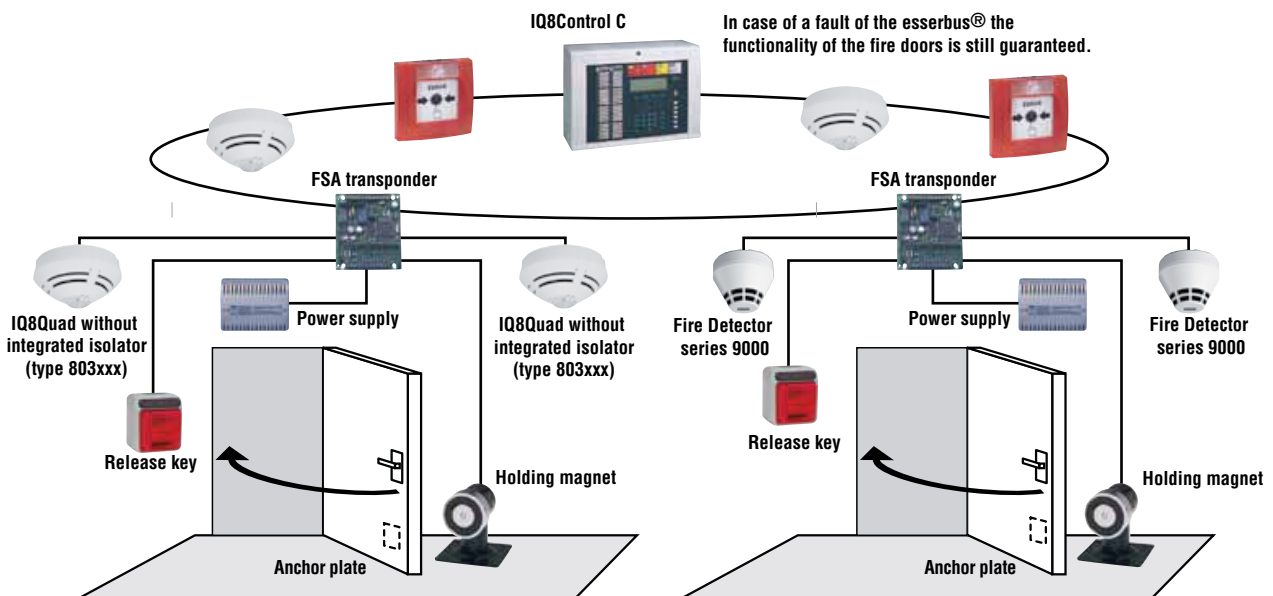 IQ8Control C
In case of a fault of the esserbus® the
functionality of the fire doors is still guaranteed.
FSA transponder
FSA transponder
IQ8Quad without
integrated isolator
(type 803xxx)
Power supply
IQ8Quad without
integrated isolator
(type 803xxx)
Fire Detector
series 9000
Power supply
Fire Detector
series 9000
Release key
Holding magnet
Anchor plate
Release key
Holding magnet
Anchor plate